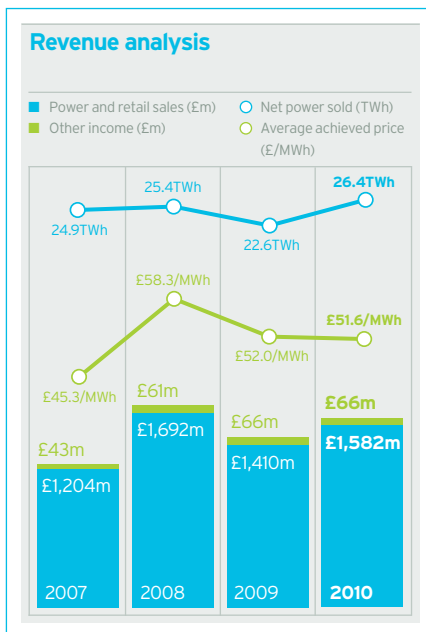 Revenue analysis
Power and retail sales (£m)
Other income (£m)
Net power sold (TWh)
Average achieved price
(£/MWh)
24.9TWh
25.4TWh
22.6TWh
26.4TWh
£45.3/MWh
£58.3/MWh
£52.0/MWh
£51.6/MWh
£43m
£61m
£66m
£66m
£1,204m
£1,692m
£1,410m
£1,582m
2007
2008
2009
2010